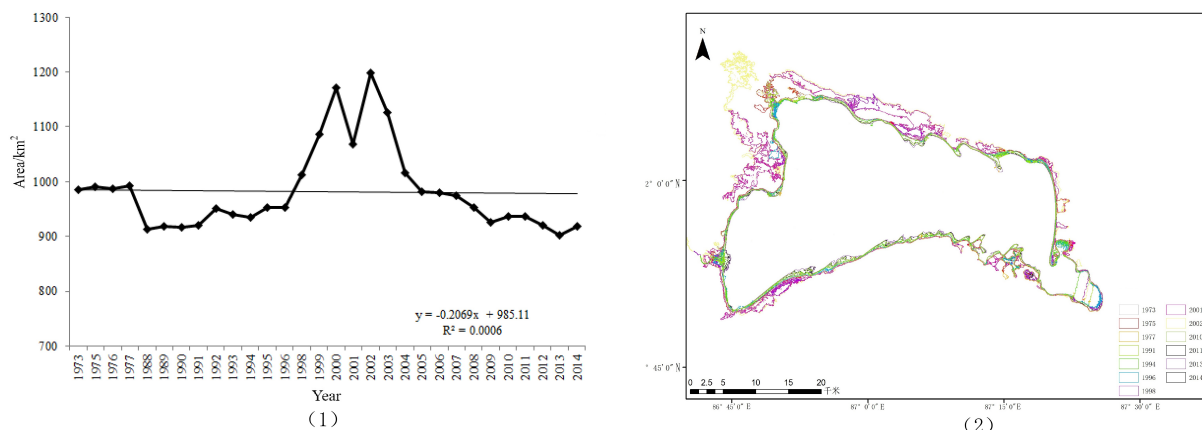 1300
1200
1100
1000
900
800
700
Area/km²
y = -0.2069x + 985.11
R² = 0.0006
1973 1975 1976 1977 1988 1989 1990 1991 1992 1993 1994 1995 1996 1998 1999 2000 2001 2002 2003 2004 2005 2006 2007 2008 2009 2010 2011 2012 2013 2014
Year
(1)
N
2° 0'0"N
° 45'0"N
1973 2001
1975 2002
1977 2010
1991 2011
1994 2013
1996 2014
1998
0 2.5 5 10 15 20
千米
86°45'0"E 87°0'0"E 87°15'0"E 87°30'0"E
(2)